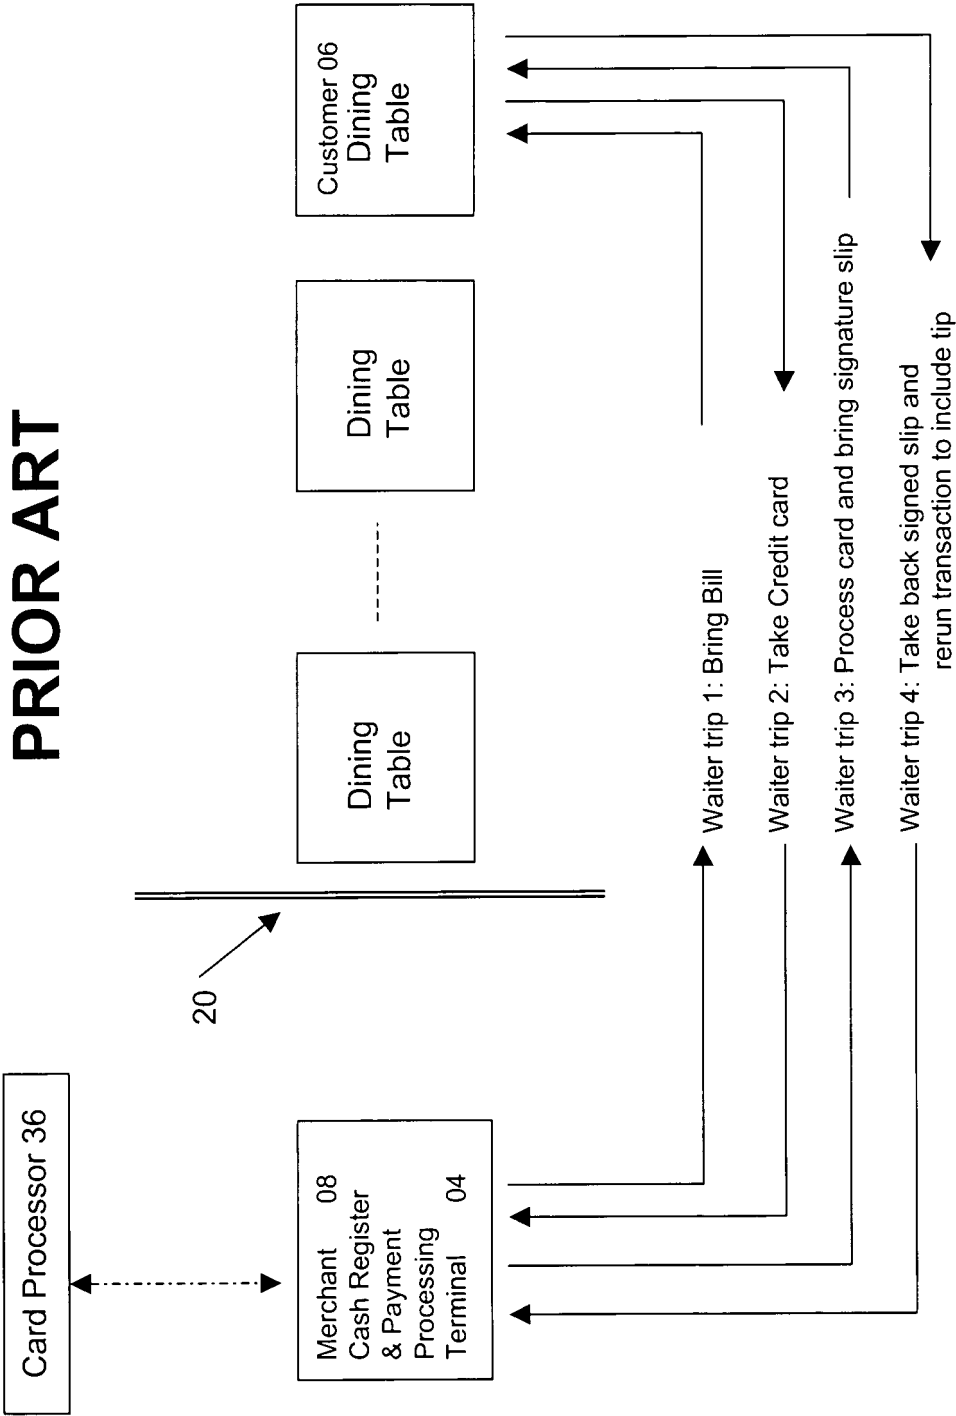 PRIOR ART
Card Processor 36
20
Merchant 08
Cash Register
& Payment
Processing
Terminal 04
Dining
Table
Dining
Table
Customer 06
Dining
Table
Waiter trip 1: Bring Bill
Waiter trip 2: Take Credit card
Waiter trip 3: Process card and bring signature slip
Waiter trip 4: Take back signed slip and
rerun transaction to include tip